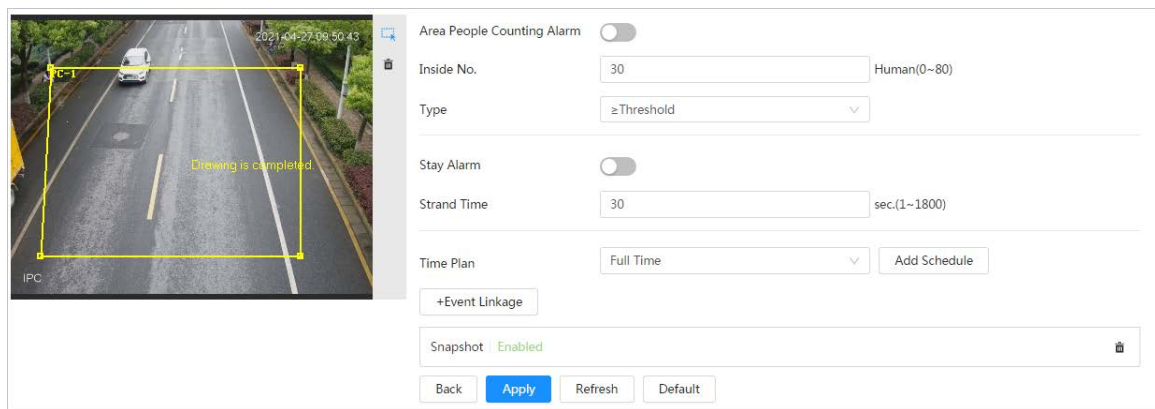 2021-04-27 09:50:43
PC-1
Drawing is completed.
IPC
Area People Counting Alarm
Inside No. 30 Human(0~80)
Type ≥Threshold
Stay Alarm
Strand Time 30 sec.(1~1800)
Time Plan Full Time Add Schedule
+Event Linkage
Snapshot Enabled
Back Apply Refresh Default